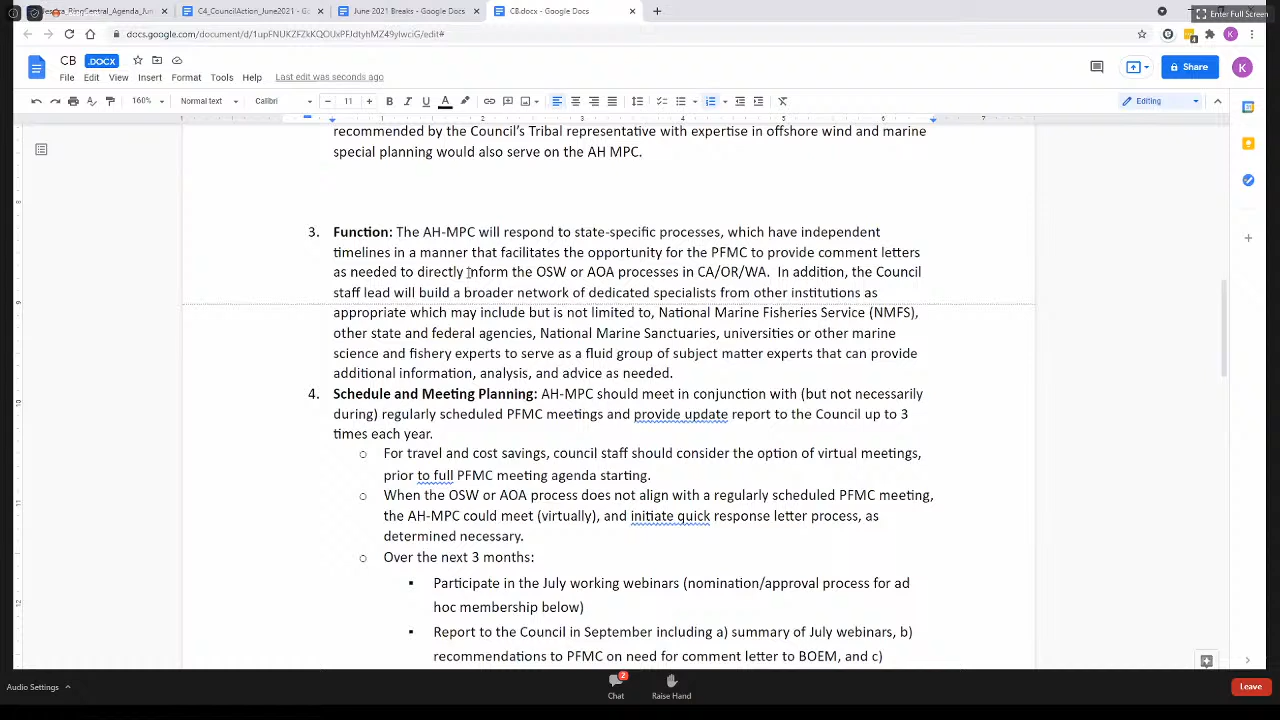 estra_RingCentral_Agenda_Jun
C4_CouncilAction_June2021 - G
June 2021 Breaks - Google Docs
CB.docx - Google Docs
Enter Full Screen
CB .DOCX
File Edit View Insert Format Tools Help Last edit was seconds ago
Share
K
160% Normal text Calibri 11 Editing
recommended by the Council's Tribal representative with expertise in offshore wind and marine
special planning would also serve on the AH MPC.
3. Function: The AH-MPC will respond to state-specific processes, which have independent
timelines in a manner that facilitates the opportunity for the PFMC to provide comment letters
as needed to directly inform the OSW or AOA processes in CA/OR/WA. In addition, the Council
staff lead will build a broader network of dedicated specialists from other institutions as
appropriate which may include but is not limited to, National Marine Fisheries Service (NMFS),
other state and federal agencies, National Marine Sanctuaries, universities or other marine
science and fishery experts to serve as a fluid group of subject matter experts that can provide
additional information, analysis, and advice as needed.
4. Schedule and Meeting Planning: AH-MPC should meet in conjunction with (but not necessarily
during) regularly scheduled PFMC meetings and provide update report to the Council up to 3
times each year.
○ For travel and cost savings, council staff should consider the option of virtual meetings,
prior to full PFMC meeting agenda starting.
○ When the OSW or AOA process does not align with a regularly scheduled PFMC meeting,
the AH-MPC could meet (virtually), and initiate quick response letter process, as
determined necessary.
○ Over the next 3 months:
▪ Participate in the July working webinars (nomination/approval process for ad
hoc membership below)
▪ Report to the Council in September including a) summary of July webinars, b)
recommendations to PFMC on need for comment letter to BOEM, and c)
Audio Settings
2
Chat
Raise Hand
Leave